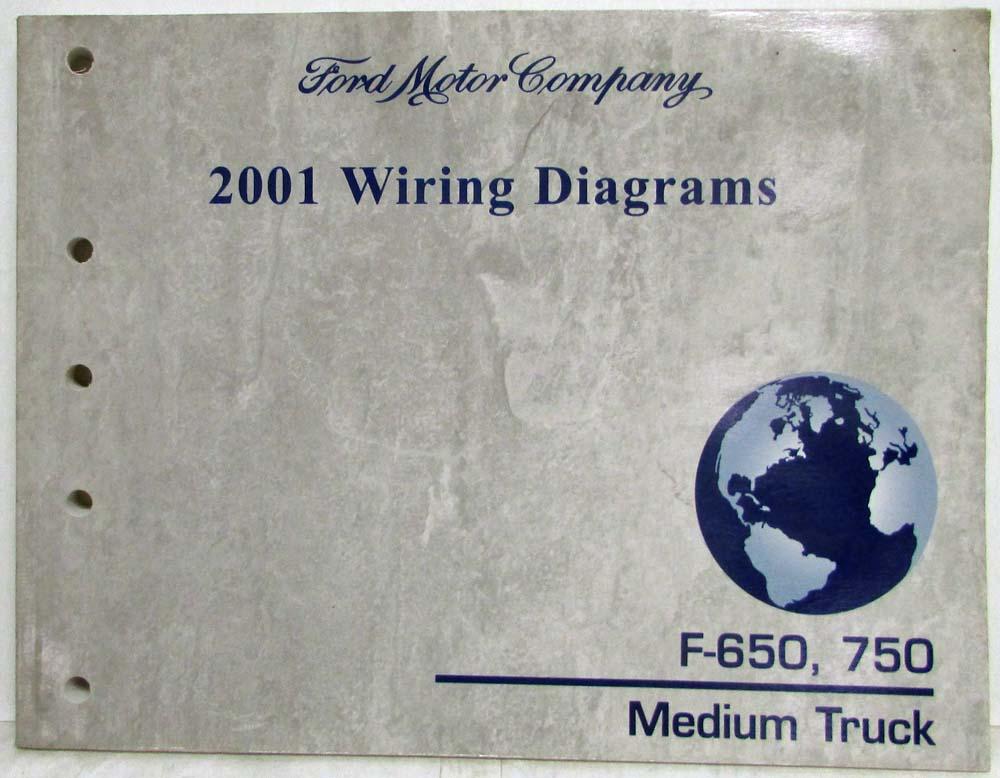 Ford Motor Company
2001 Wiring Diagrams
F-650, 750
Medium Truck